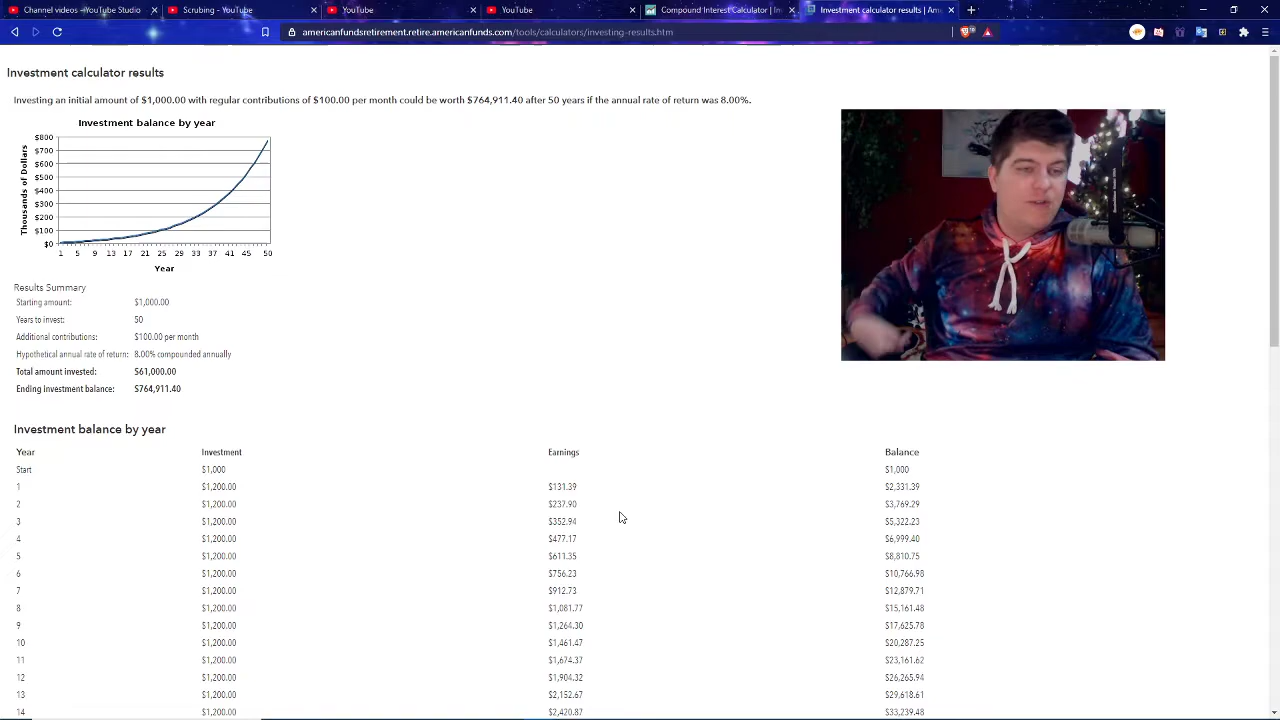 Channel videos - YouTube Studio
Scrubing - YouTube
YouTube
YouTube
Compound Interest Calculator | In
Investment calculator results | Am
americanfundsretirement.retire.americanfunds.com/tools/calculators/investing-results.htm
Investment calculator results
Investing an initial amount of $1,000.00 with regular contributions of $100.00 per month could be worth $764,911.40 after 50 years if the annual rate of return was 8.00%.
Investment balance by year
Thousands of Dollars
$800
$700
$600
$500
$400
$300
$200
$100
$0
1 5 9 13 17 21 25 29 33 37 41 45 50
Year
Results Summary
Starting amount: $1,000.00
Years to invest: 50
Additional contributions: $100.00 per month
Hypothetical annual rate of return: 8.00% compounded annually
Total amount invested: $61,000.00
Ending investment balance: $764,911.40
Investment balance by year
Year Investment Earnings Balance
Start $1,000 $1,000
1 $1,200.00 $131.39 $2,331.39
2 $1,200.00 $237.90 $3,769.29
3 $1,200.00 $352.94 $5,322.23
4 $1,200.00 $477.17 $6,999.40
5 $1,200.00 $611.35 $8,810.75
6 $1,200.00 $756.23 $10,766.98
7 $1,200.00 $912.73 $12,879.71
8 $1,200.00 $1,081.77 $15,161.48
9 $1,200.00 $1,264.30 $17,625.78
10 $1,200.00 $1,461.47 $20,287.25
11 $1,200.00 $1,674.37 $23,161.62
12 $1,200.00 $1,904.32 $26,265.94
13 $1,200.00 $2,152.67 $29,618.61
14 $1,200.00 $2,420.87 $33,239.48